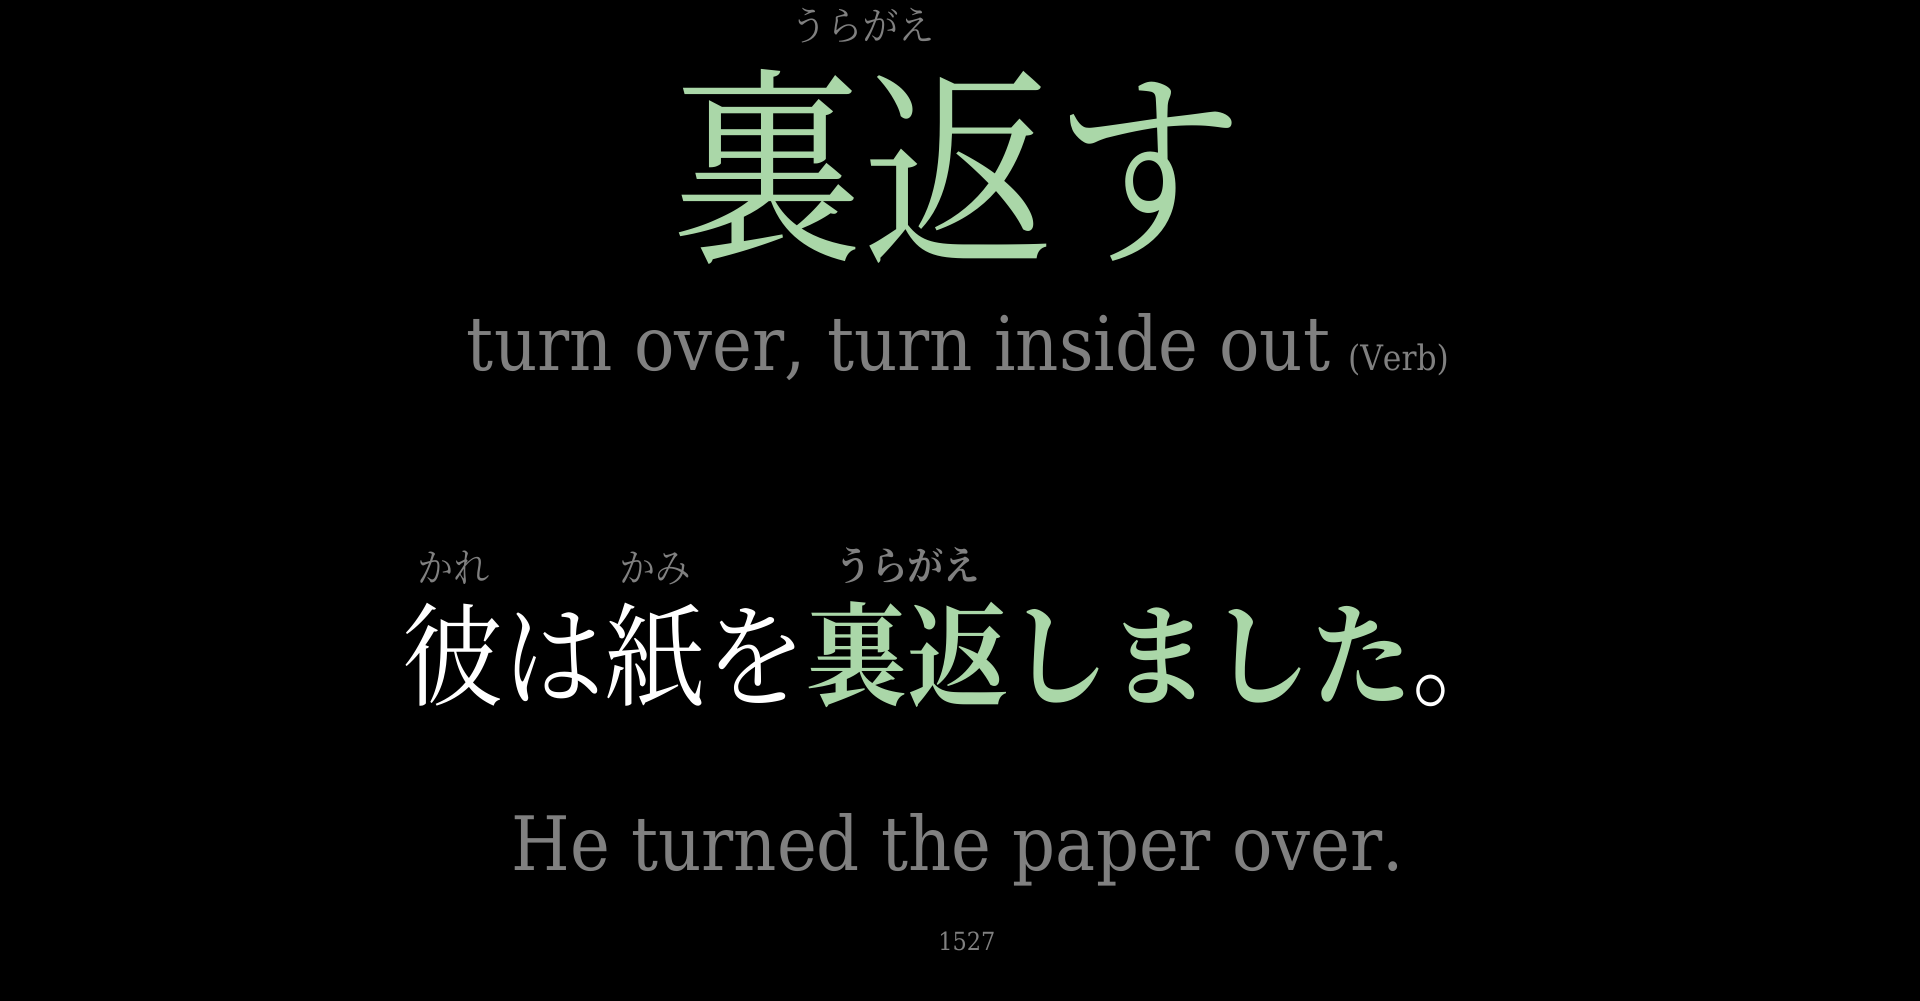 うらがえ
裏返す
turn over, turn inside out (Verb)
かれ かみ うらがえ
彼は紙を裏返しました。
He turned the paper over.
1527